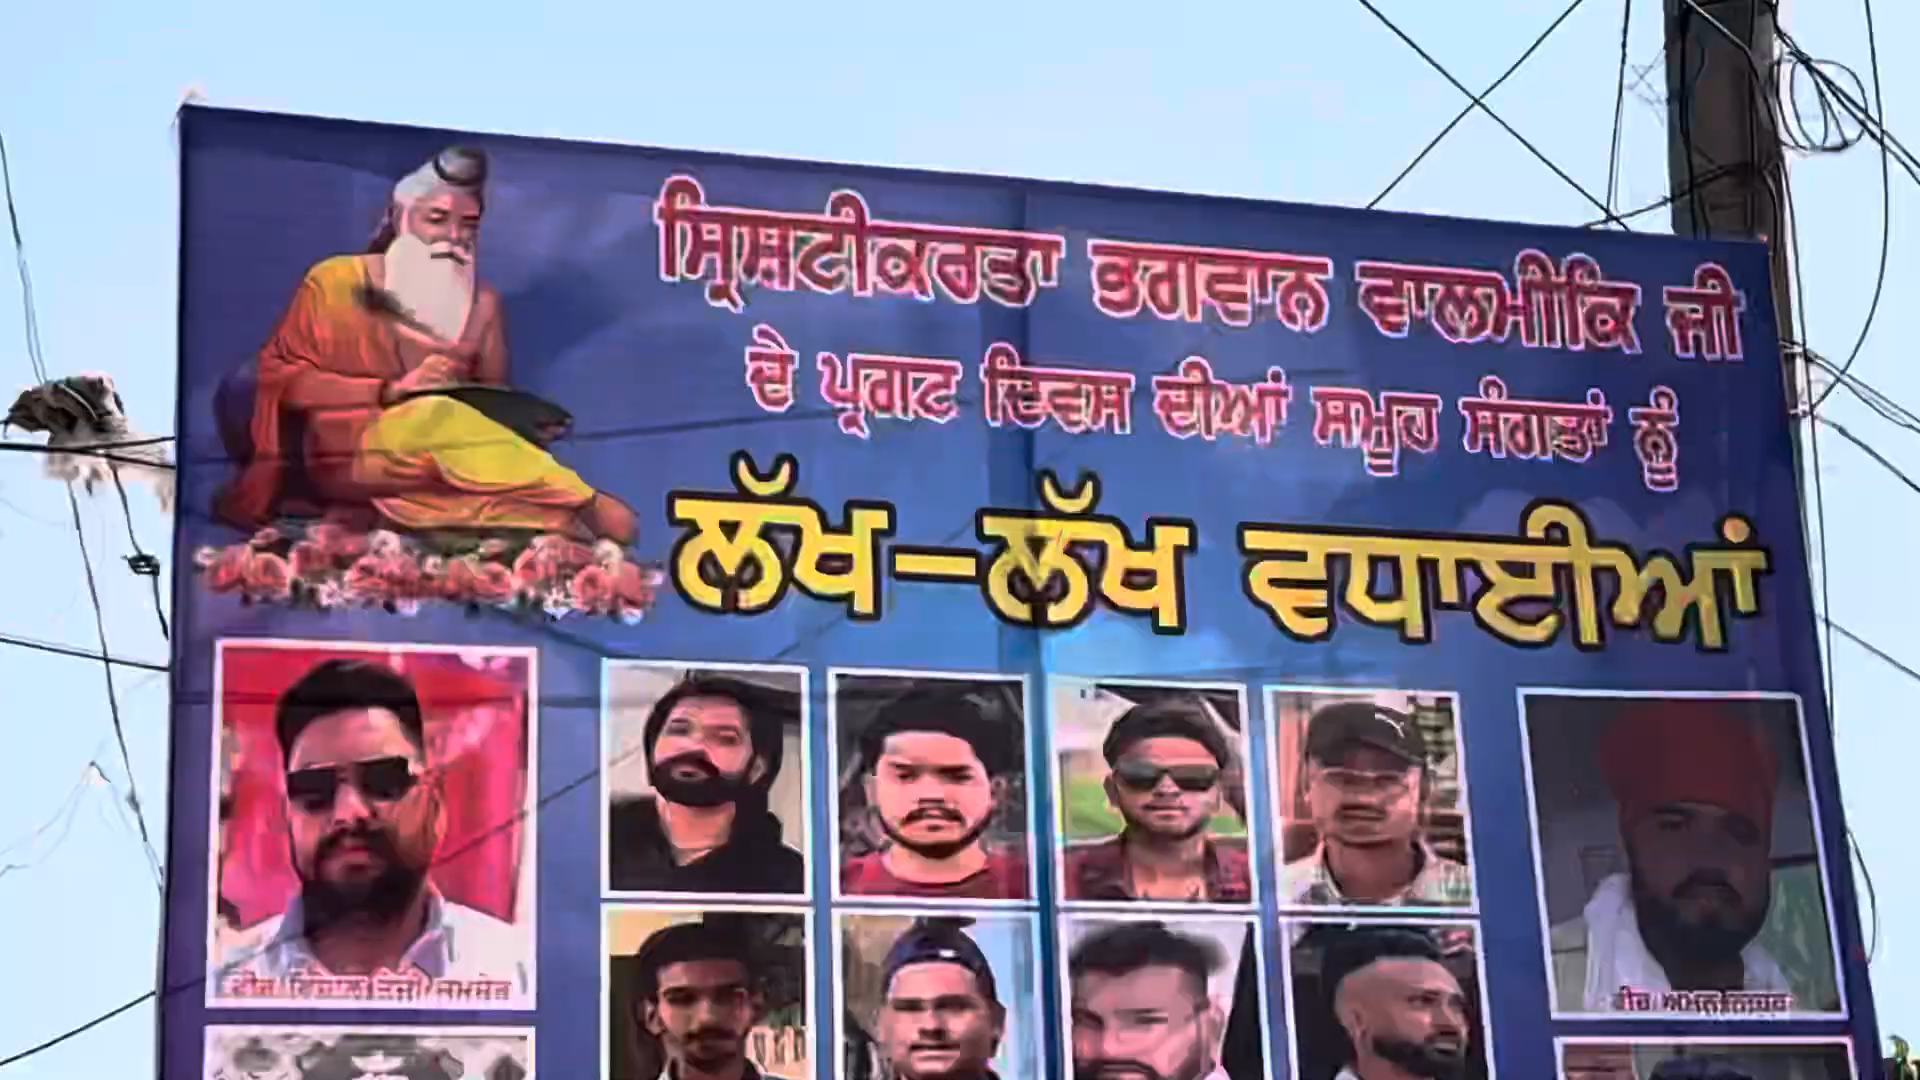 ਸ੍ਰਿਸ਼ਟੀਕਰਤਾ ਭਗਵਾਨ ਵਾਲਮੀਕਿ ਜੀ
ਦੇ ਪ੍ਰਗਟ ਦਿਵਸ ਦੀਆਂ ਸਮੂਹ ਸੰਗਤਾਂ ਨੂੰ
ਲੱਖ-ਲੱਖ ਵਧਾਈਆਂ
ਵੀਰ
ਵੀਰ